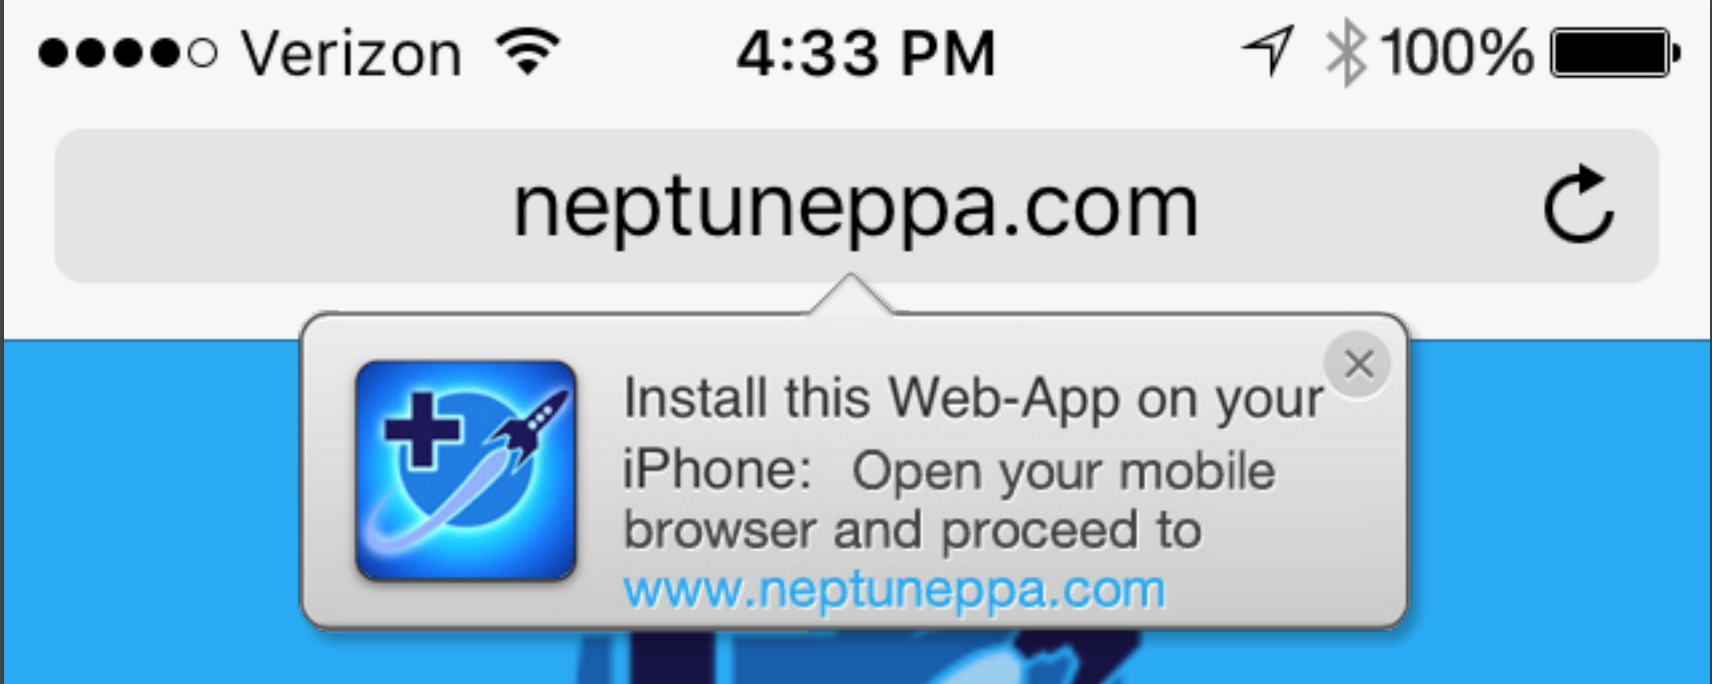 Verizon 4:33 PM 100%
neptuneppa.com
Install this Web-App on your
iPhone: Open your mobile
browser and proceed to
www.neptuneppa.com